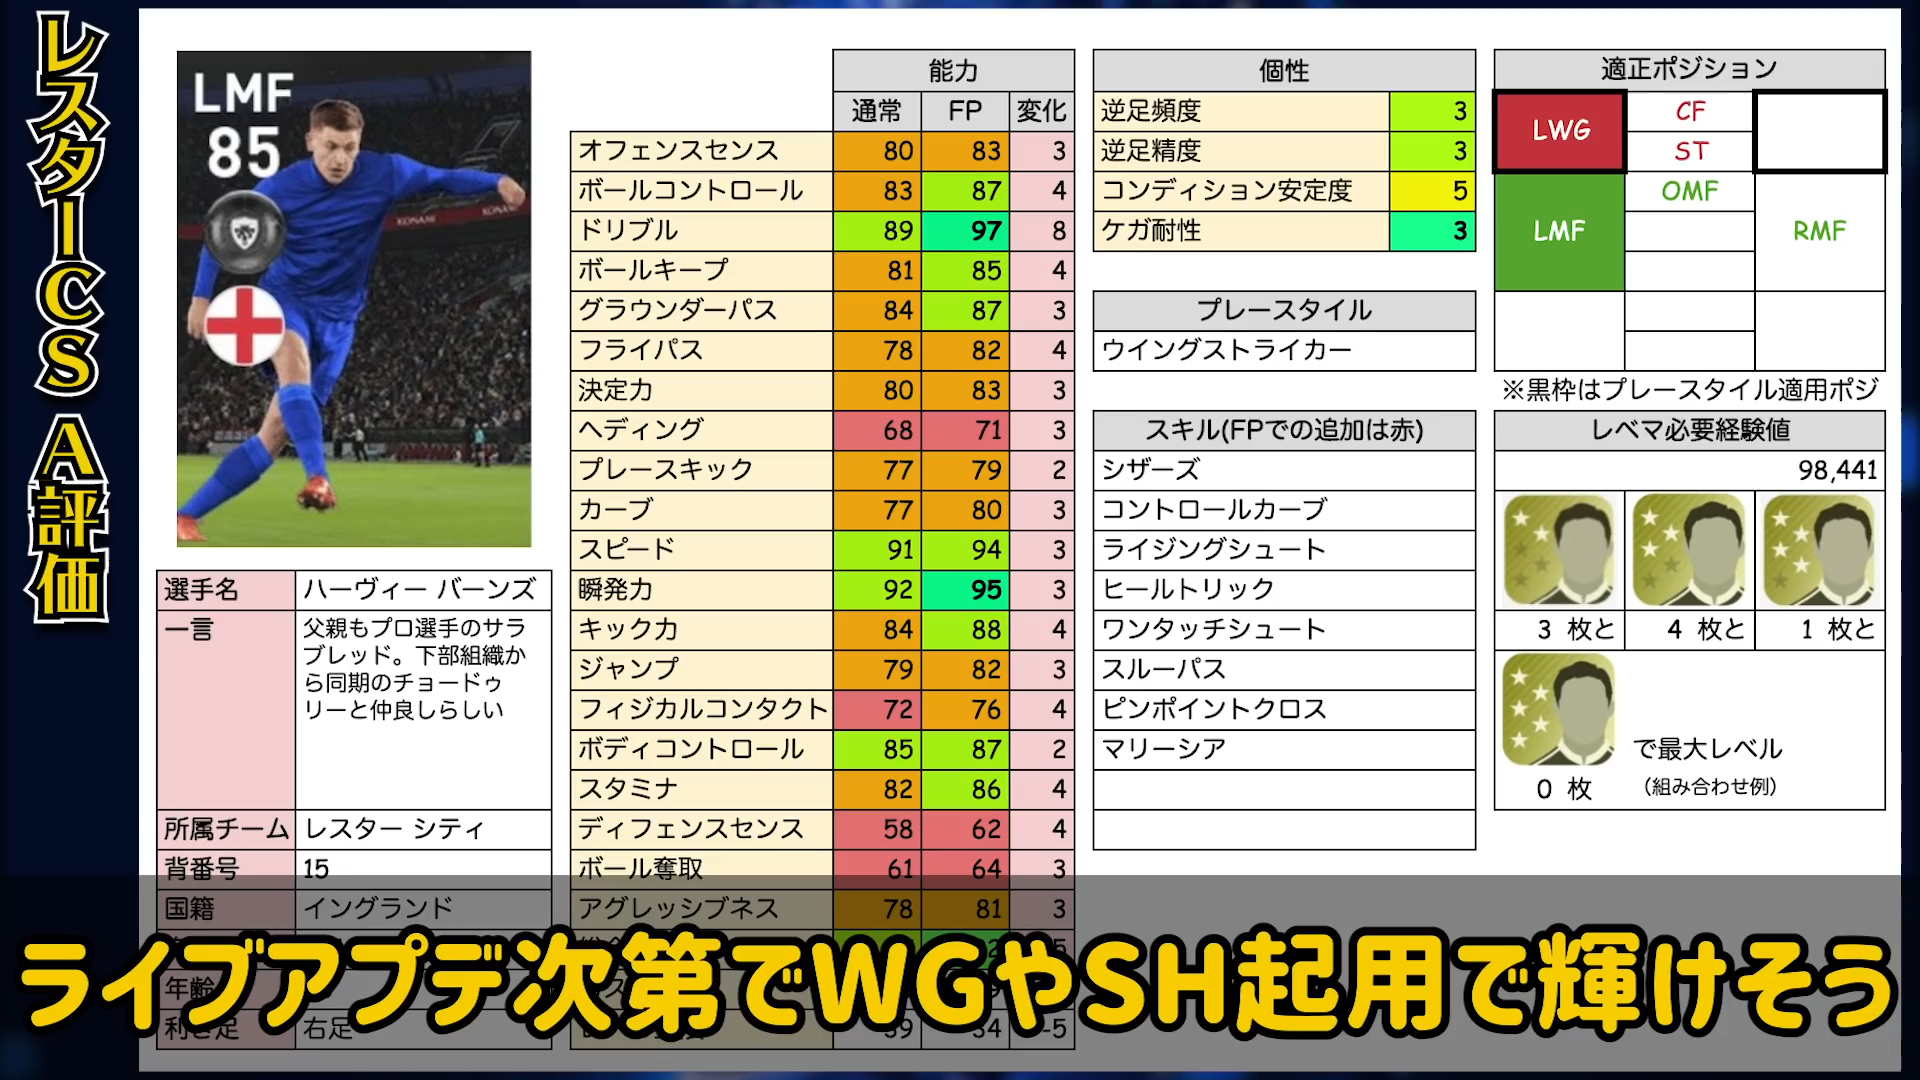 レスターCS A評価
LMF
85
KONAMI
選手名 ハーヴィー バーンズ
一言 父親もプロ選手のサラ
ブレッド。下部組織か
ら同期のチョードゥ
リーと仲良しらしい
所属チーム レスター シティ
背番号 15
国籍 イングランド
年齢
利き足 右足
能力
通常 FP 変化
オフェンスセンス 80 83 3
ボールコントロール 83 87 4
ドリブル 89 97 8
ボールキープ 81 85 4
グラウンダーパス 84 87 3
フライパス 78 82 4
決定力 80 83 3
ヘディング 68 71 3
プレースキック 77 79 2
カーブ 77 80 3
スピード 91 94 3
瞬発力 92 95 3
キック力 84 88 4
ジャンプ 79 82 3
フィジカルコンタクト 72 76 4
ボディコントロール 85 87 2
スタミナ 82 86 4
ディフェンスセンス 58 62 4
ボール奪取 61 64 3
アグレッシブネス 78 81 3
39 34 -5
個性
逆足頻度 3
逆足精度 3
コンディション安定度 5
ケガ耐性 3
プレースタイル
ウイングストライカー
スキル(FPでの追加は赤)
シザーズ
コントロールカーブ
ライジングシュート
ヒールトリック
ワンタッチシュート
スルーパス
ピンポイントクロス
マリーシア
適正ポジション
LWG CF
ST
OMF
LMF RMF
※黒枠はプレースタイル適用ポジ
レベマ必要経験値
98,441
3 枚と 4 枚と 1 枚と
で最大レベル
0 枚 (組み合わせ例)
ライブアプデ次第でWGやSH起用で輝けそう